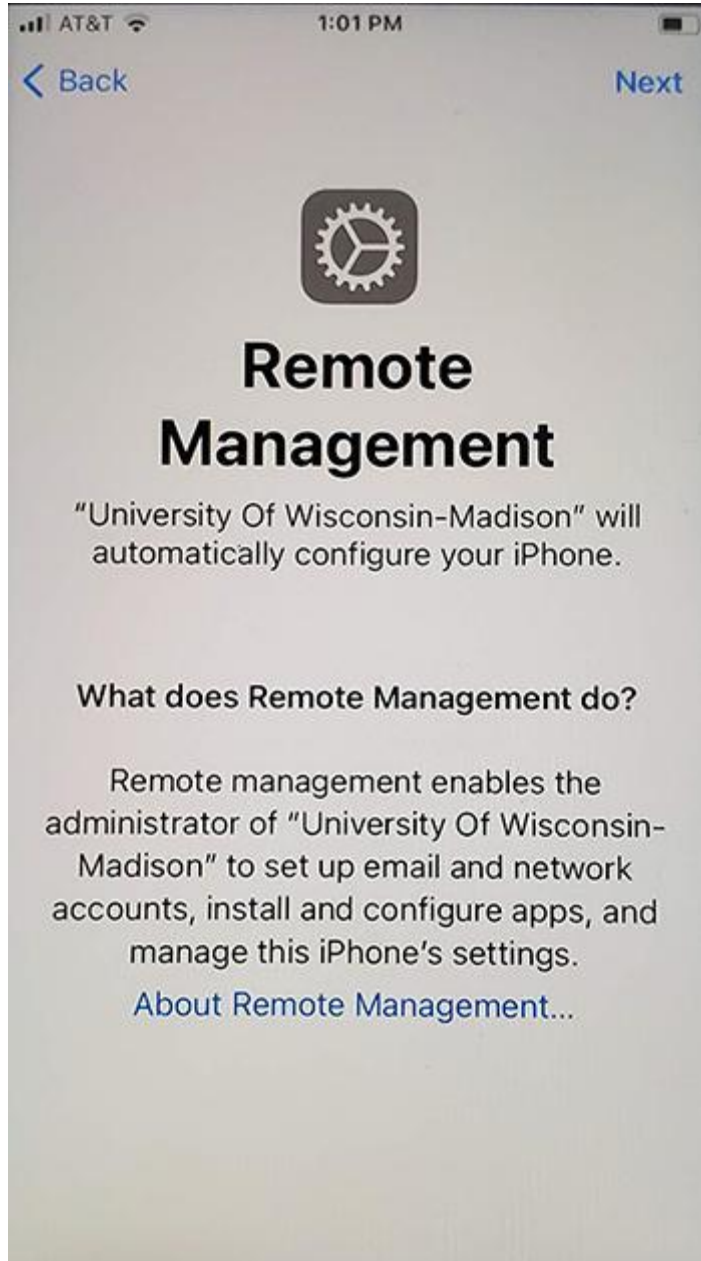 AT&T 1:01 PM
Back Next
Remote
Management
“University Of Wisconsin-Madison” will
automatically configure your iPhone.
What does Remote Management do?
Remote management enables the
administrator of “University Of Wisconsin-
Madison” to set up email and network
accounts, install and configure apps, and
manage this iPhone’s settings.
About Remote Management...